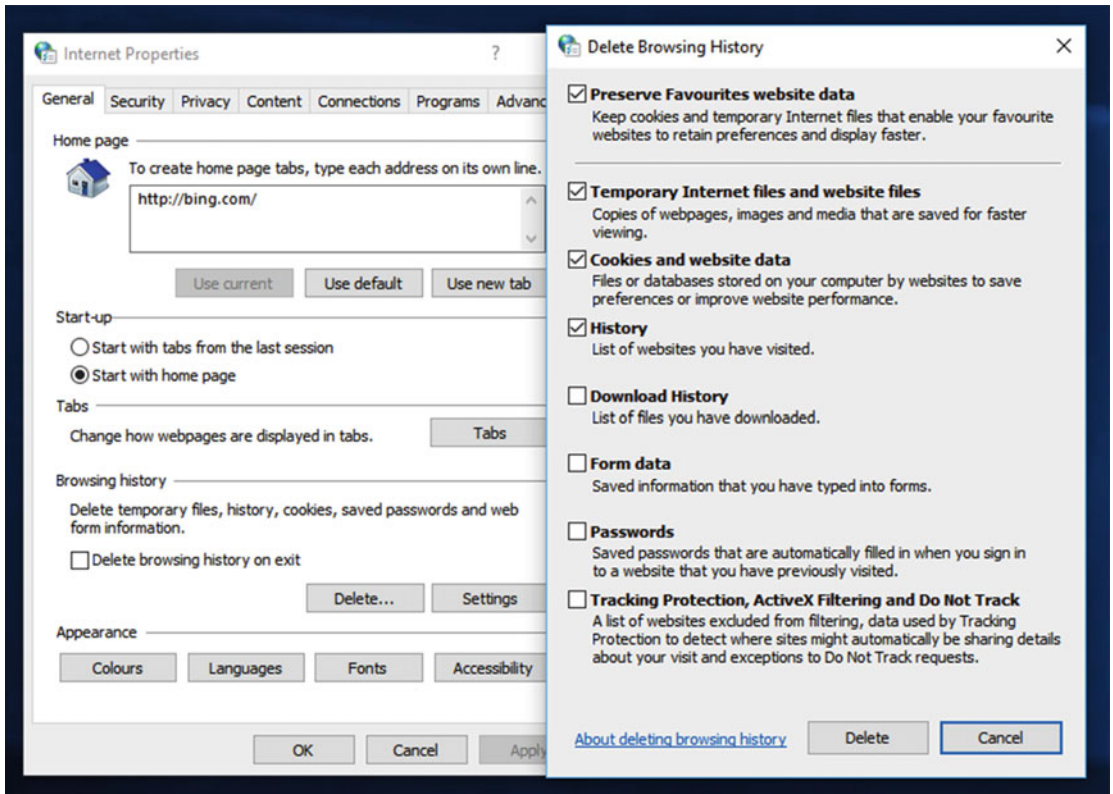 Internet Properties
?
General Security Privacy Content Connections Programs Advanc
Home page
To create home page tabs, type each address on its own line.
http://bing.com/
Use current Use default Use new tab
Start-up
Start with tabs from the last session
Start with home page
Tabs
Change how webpages are displayed in tabs.
Tabs
Browsing history
Delete temporary files, history, cookies, saved passwords and web
form information.
Delete browsing history on exit
Delete... Settings
Appearance
Colours Languages Fonts Accessibility
OK Cancel Apply
Delete Browsing History
Preserve Favourites website data
Keep cookies and temporary Internet files that enable your favourite
websites to retain preferences and display faster.
Temporary Internet files and website files
Copies of webpages, images and media that are saved for faster
viewing.
Cookies and website data
Files or databases stored on your computer by websites to save
preferences or improve website performance.
History
List of websites you have visited.
Download History
List of files you have downloaded.
Form data
Saved information that you have typed into forms.
Passwords
Saved passwords that are automatically filled in when you sign in
to a website that you have previously visited.
Tracking Protection, ActiveX Filtering and Do Not Track
A list of websites excluded from filtering, data used by Tracking
Protection to detect where sites might automatically be sharing details
about your visit and exceptions to Do Not Track requests.
About deleting browsing history Delete Cancel